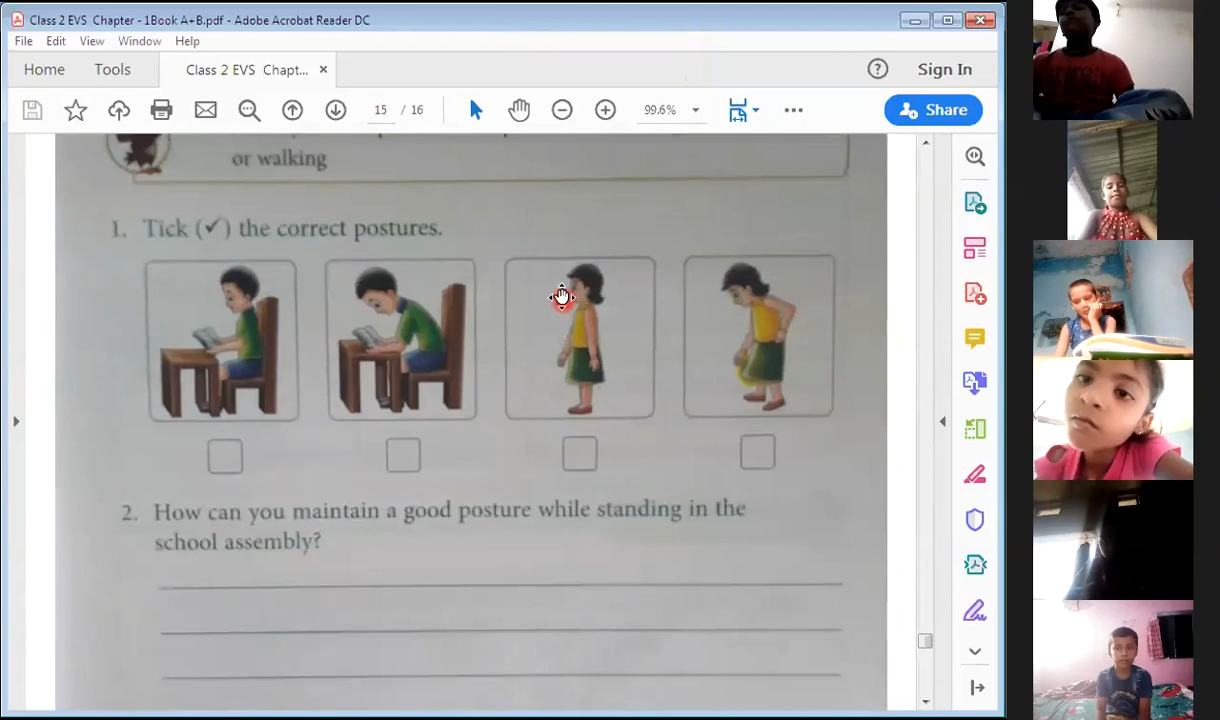 Class 2 EVS Chapter - 1Book A+B.pdf - Adobe Acrobat Reader DC
File Edit View Window Help
Home Tools Class 2 EVS Chapt... Sign In
15 / 16 99.6% Share
or walking
1. Tick (✓) the correct postures.
2. How can you maintain a good posture while standing in the
school assembly?